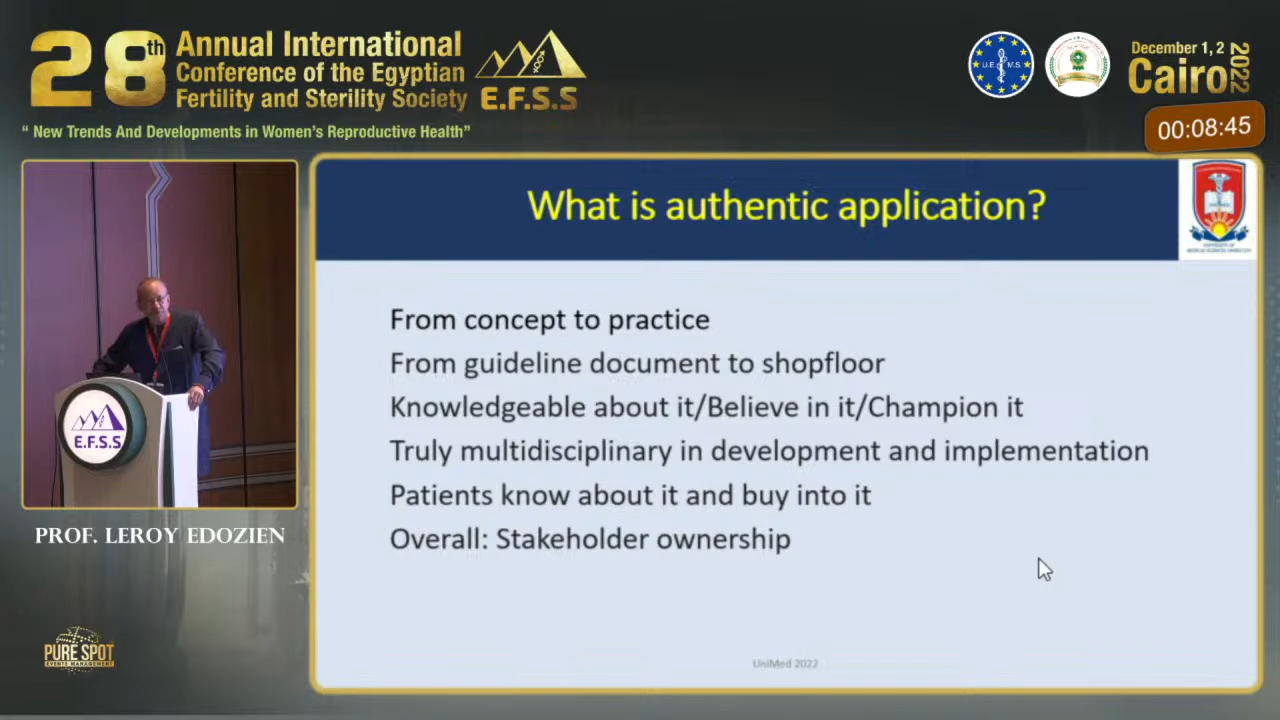 28th
Annual International
Conference of the Egyptian
Fertility and Sterility Society
E.F.S.S
“ New Trends And Developments in Women's Reproductive Health”
U.E.M.S.
December 1, 2
Cairo
2022
00:08:45
What is authentic application?
From concept to practice
From guideline document to shopfloor
Knowledgeable about it/Believe in it/Champion it
Truly multidisciplinary in development and implementation
Patients know about it and buy into it
Overall: Stakeholder ownership
UniMed 2022
E.F.S.S
PROF. LEROY EDOZIEN
PURE SPOT
EVENTS MANAGEMENT